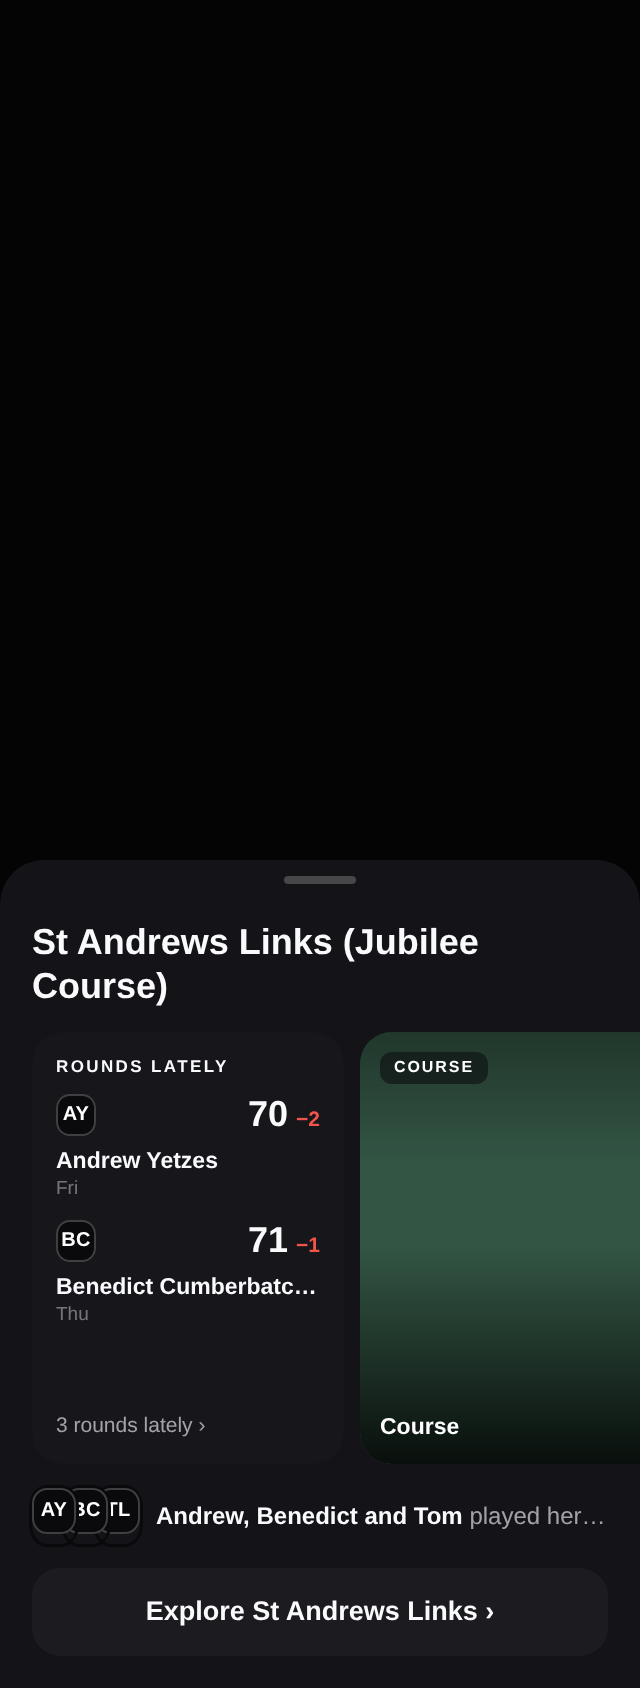 St Andrews Links (Jubilee
Course)
ROUNDS LATELY
AY
70 −2
Andrew Yetzes
Fri
BC
71 −1
Benedict Cumberbatc…
Thu
3 rounds lately ›
COURSE
Course
AY BC TL
Andrew, Benedict and Tom played her…
Explore St Andrews Links ›